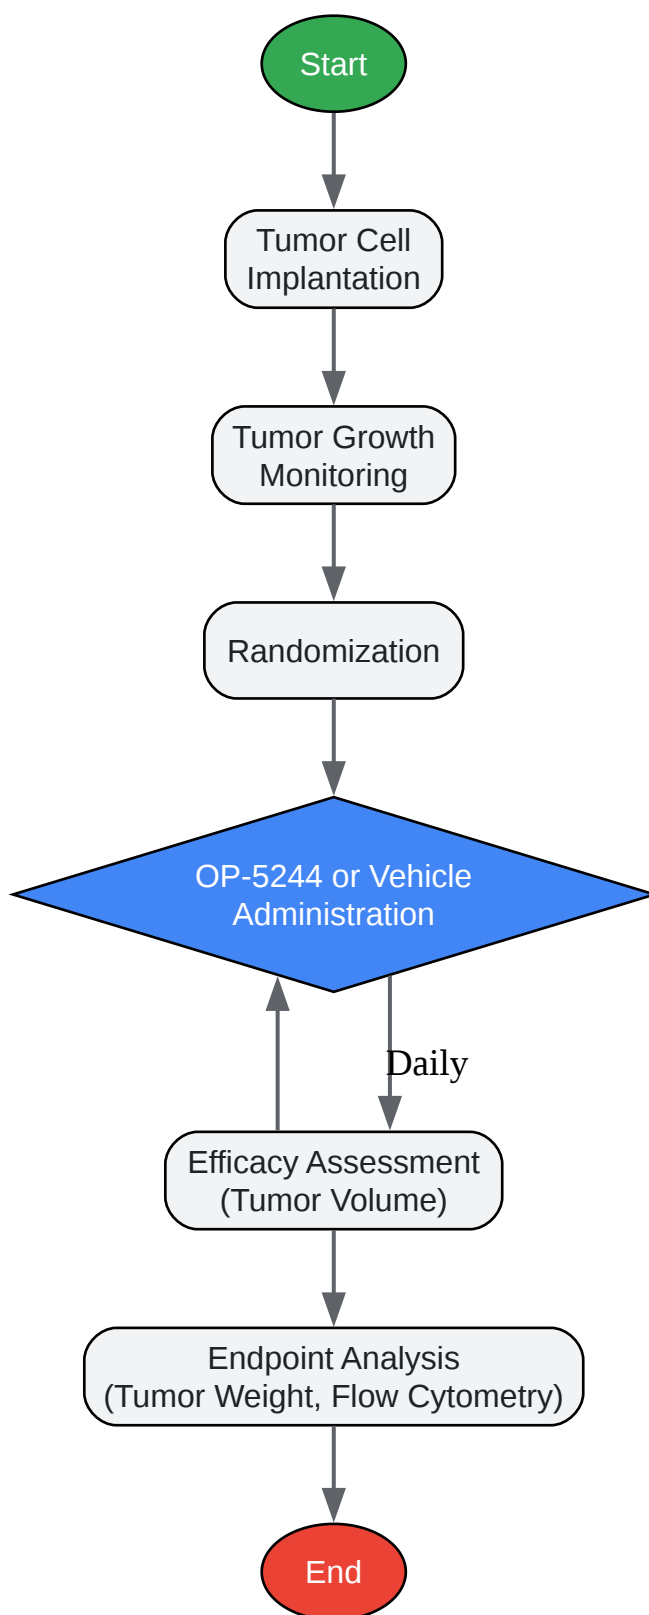 Start
Tumor Cell
Implantation
Tumor Growth
Monitoring
Randomization
OP-5244 or Vehicle
Administration
Daily
Efficacy Assessment
(Tumor Volume)
Endpoint Analysis
(Tumor Weight, Flow Cytometry)
End